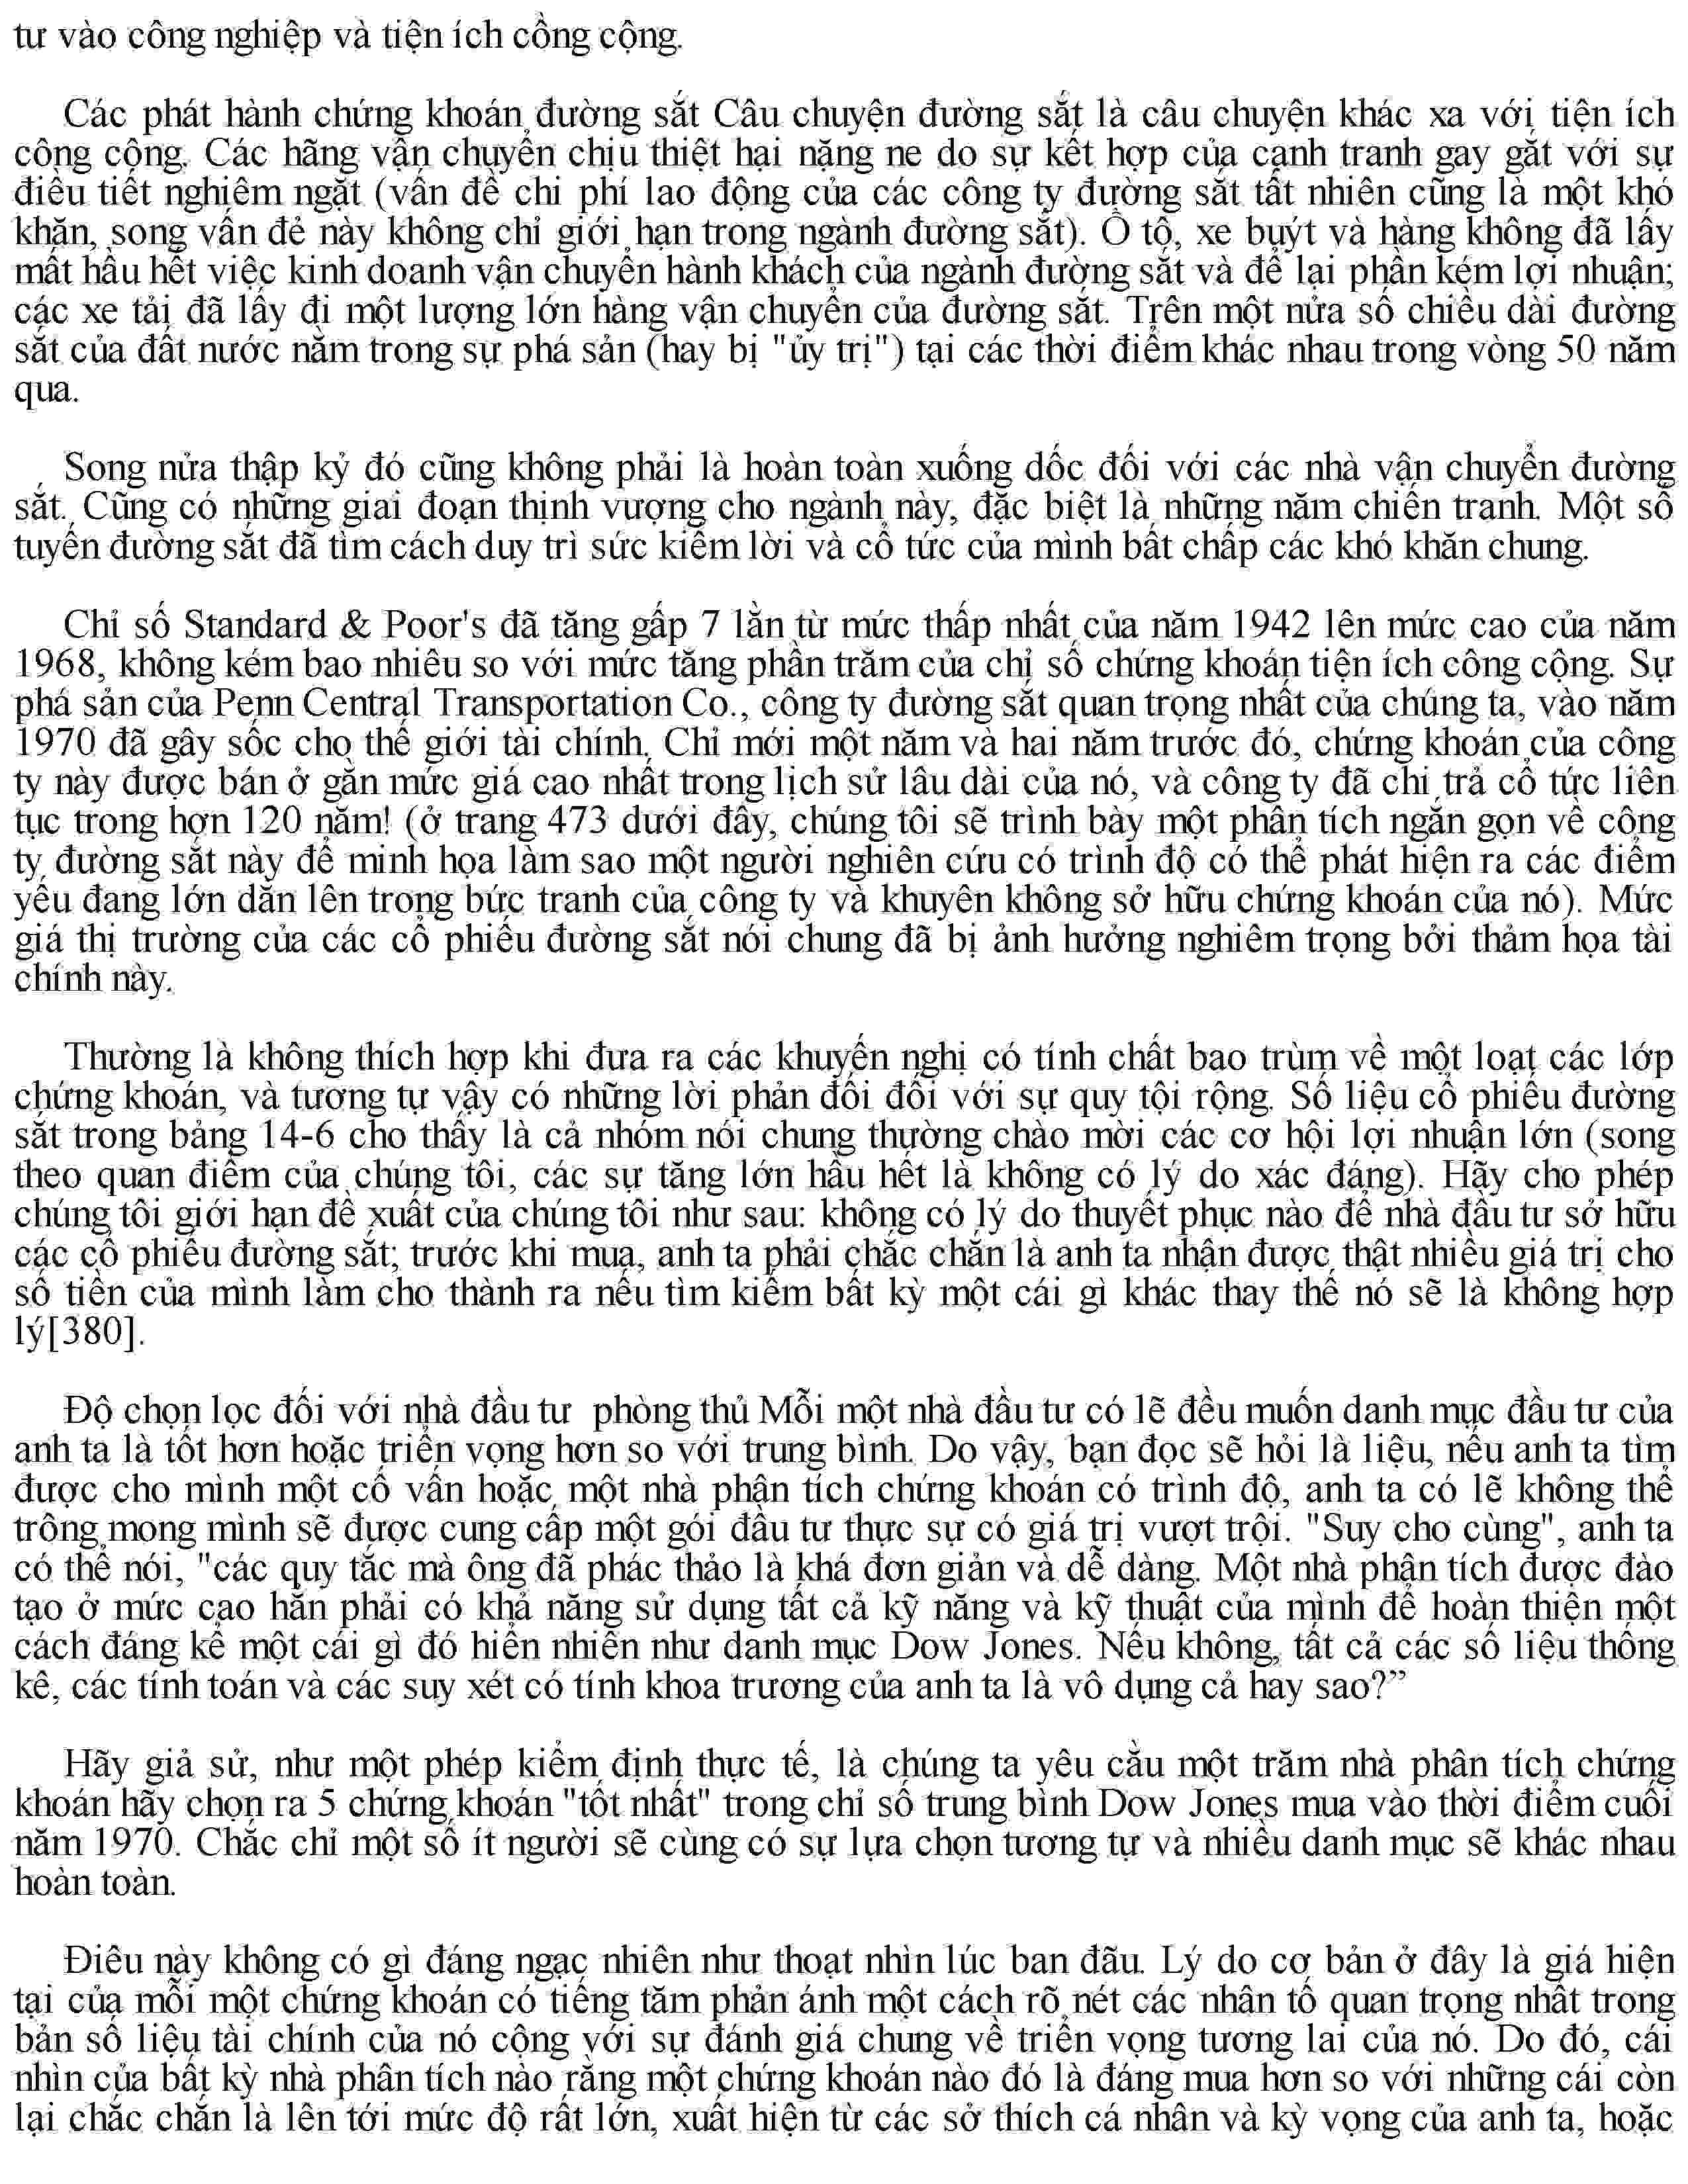 tư vào công nghiệp và tiện ích cồng cộng.
Các phát hành chứng khoán đường sắt Câu chuyện đường sắt là câu chuyện khác xa với tiện ích
công cộng. Các hãng vận chuyển chịu thiệt hại nặng ne do sự kết hợp của cạnh tranh gay gắt với sự
điều tiết nghiêm ngặt (vấn đề chi phí lao động của các công ty đường sắt tất nhiên cũng là một khó
khăn, song vấn đẻ này không chỉ giới hạn trong ngành đường sắt). Ô tô, xe buýt và hàng không đã lấy
mất hầu hết việc kinh doanh vận chuyển hành khách của ngành đường sắt và để lại phần kém lợi nhuận;
các xe tải đã lấy đi một lượng lớn hàng vận chuyển của đường sắt. Trên một nửa số chiều dài đường
sắt của đất nước nằm trong sự phá sản (hay bị "ủy trị") tại các thời điểm khác nhau trong vòng 50 năm
qua.
Song nửa thập kỷ đó cũng không phải là hoàn toàn xuống dốc đối với các nhà vận chuyển đường
sắt. Cũng có những giai đoạn thịnh vượng cho ngành này, đặc biệt là những năm chiến tranh. Một số
tuyến đường sắt đã tìm cách duy trì sức kiếm lời và cổ tức của mình bất chấp các khó khăn chung.
Chỉ số Standard & Poor's đã tăng gấp 7 lần từ mức thấp nhất của năm 1942 lên mức cao của năm
1968, không kém bao nhiêu so với mức tăng phần trăm của chỉ số chứng khoán tiện ích công cộng. Sự
phá sản của Penn Central Transportation Co., công ty đường sắt quan trọng nhất của chúng ta, vào năm
1970 đã gây sốc cho thế giới tài chính. Chỉ mới một năm và hai năm trước đó, chứng khoán của công
ty này được bán ở gần mức giá cao nhất trong lịch sử lâu dài của nó, và công ty đã chi trả cổ tức liên
tục trong hơn 120 năm! (ở trang 473 dưới đây, chúng tôi sẽ trình bày một phân tích ngắn gọn về công
ty đường sắt này để minh họa làm sao một người nghiên cứu có trình độ có thể phát hiện ra các điểm
yếu đang lớn dần lên trong bức tranh của công ty và khuyên không sở hữu chứng khoán của nó). Mức
giá thị trường của các cổ phiếu đường sắt nói chung đã bị ảnh hưởng nghiêm trọng bởi thảm họa tài
chính này.
Thường là không thích hợp khi đưa ra các khuyến nghị có tính chất bao trùm về một loạt các lớp
chứng khoán, và tương tự vậy có những lời phản đối đối với sự quy tội rộng. Số liệu cổ phiếu đường
sắt trong bảng 14-6 cho thấy là cả nhóm nói chung thường chào mời các cơ hội lợi nhuận lớn (song
theo quan điểm của chúng tôi, các sự tăng lớn hầu hết là không có lý do xác đáng). Hãy cho phép
chúng tôi giới hạn đề xuất của chúng tôi như sau: không có lý do thuyết phục nào để nhà đầu tư sở hữu
các cổ phiếu đường sắt; trước khi mua, anh ta phải chắc chắn là anh ta nhận được thật nhiều giá trị cho
số tiền của mình làm cho thành ra nếu tìm kiếm bất kỳ một cái gì khác thay thế nó sẽ là không hợp
lý[380].
Độ chọn lọc đối với nhà đầu tư phòng thủ Mỗi một nhà đầu tư có lẽ đều muốn danh mục đầu tư của
anh ta là tốt hơn hoặc triển vọng hơn so với trung bình. Do vậy, bạn đọc sẽ hỏi là liệu, nếu anh ta tìm
được cho mình một cố vấn hoặc một nhà phận tích chứng khoán có trình độ, anh ta có lẽ không thể
trông mong mình sẽ được cung cấp một gói đầu tư thực sự có giá trị vượt trội. "Suy cho cùng", anh ta
có thể nói, "các quy tắc mà ông đã phác thảo là khá đơn giản và dễ dàng. Một nhà phân tích được đào
tạo ở mức cao hẳn phải có khả năng sử dụng tất cả kỹ năng và kỹ thuật của mình để hoàn thiện một
cách đáng kể một cái gì đó hiển nhiên như danh mục Dow Jones. Nếu không, tất cả các số liệu thống
kê, các tính toán và các suy xét có tính khoa trương của anh ta là vô dụng cả hay sao?”
Hãy giả sử, như một phép kiểm định thực tế, là chúng ta yêu cầu một trăm nhà phân tích chứng
khoán hãy chọn ra 5 chứng khoán "tốt nhất" trong chỉ số trung bình Dow Jones mua vào thời điểm cuối
năm 1970. Chắc chỉ một số ít người sẽ cùng có sự lựa chọn tương tự và nhiều danh mục sẽ khác nhau
hoàn toàn.
Điêu này không có gì đáng ngạc nhiên như thoạt nhìn lúc ban đầu. Lý do cơ bản ở đây là giá hiện
tại của mỗi một chứng khoán có tiếng tăm phản ánh một cách rõ nét các nhân tố quan trọng nhất trong
bản số liệu tài chính của nó cộng với sự đánh giá chung về triển vọng tương lai của nó. Do đó, cái
nhìn của bất kỳ nhà phân tích nào rằng một chứng khoán nào đó là đáng mua hơn so với những cái còn
lại chắc chắn là lên tới mức độ rất lớn, xuất hiện từ các sở thích cá nhân và kỳ vọng của anh ta, hoặc